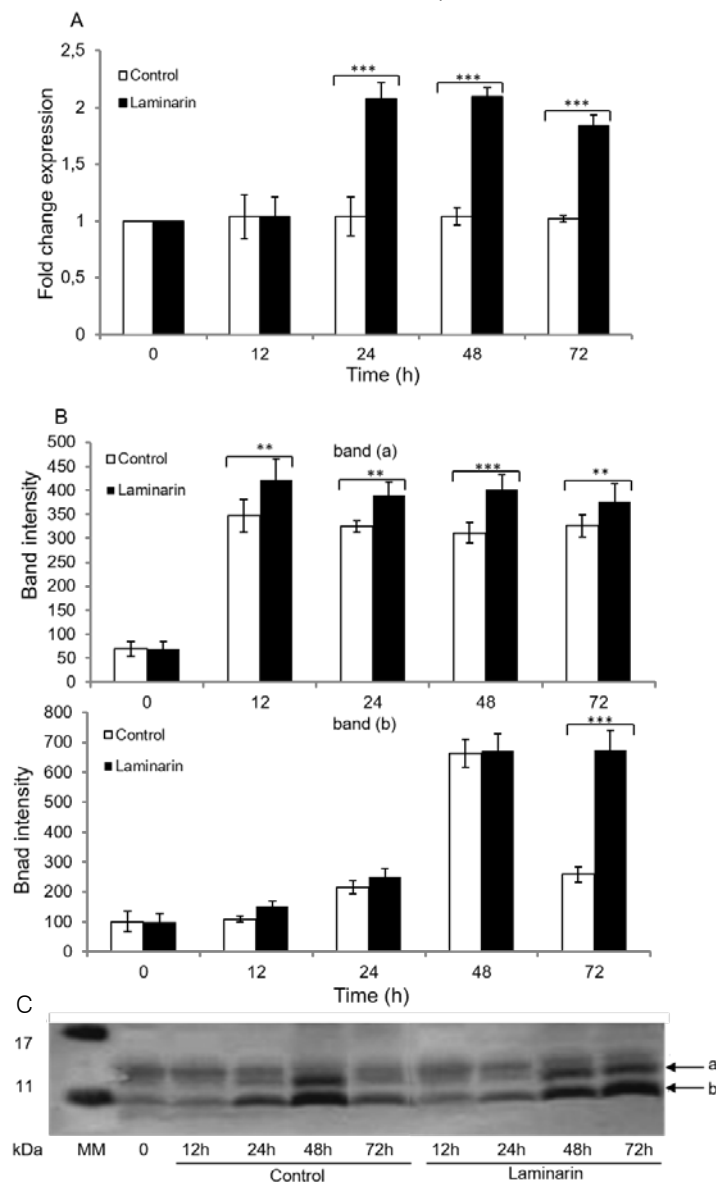 A
2,5
***
***
Control
Laminarin
***
2
1,5
1
0,5
0
Fold change expression
0 12 24 48 72
Time (h)
B
500
450
400
350
300
250
200
150
100
50
0
Control
Laminarin
band (a)
**
**
***
**
Band intensity
0 12 24 48 72
band (b)
800
700
600
500
400
300
200
100
0
Control
Laminarin
***
Bnad intensity
0 12 24 48 72
Time (h)
C
17
11
a
b
kDa MM 0 12h 24h 48h 72h 12h 24h 48h 72h
Control Laminarin